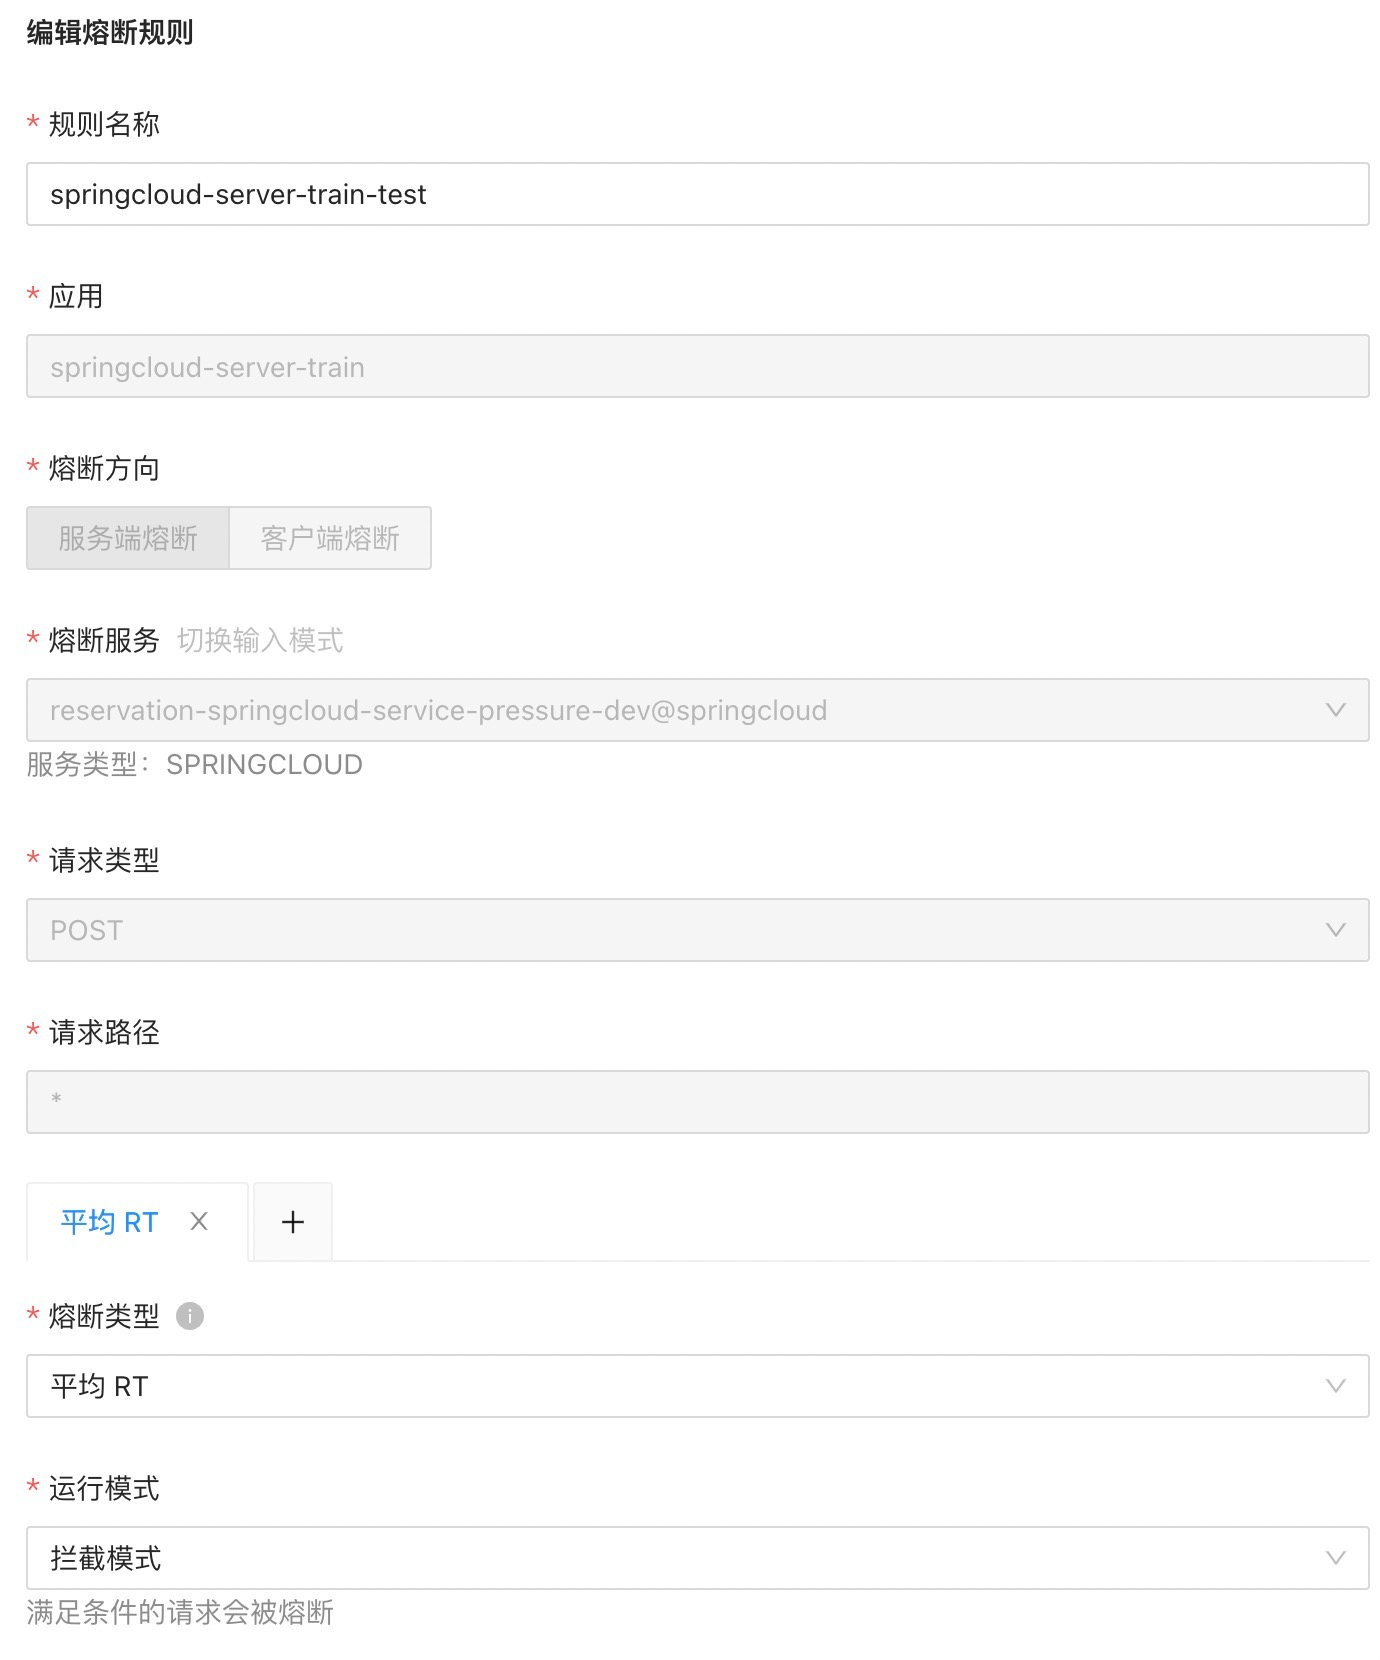 编辑熔断规则
* 规则名称
springcloud-server-train-test
* 应用
springcloud-server-train
* 熔断方向
服务端熔断 客户端熔断
* 熔断服务 切换输入模式
reservation-springcloud-service-pressure-dev@springcloud
服务类型：SPRINGCLOUD
* 请求类型
POST
* 请求路径
*
平均 RT X +
* 熔断类型 i
平均 RT
* 运行模式
拦截模式
满足条件的请求会被熔断